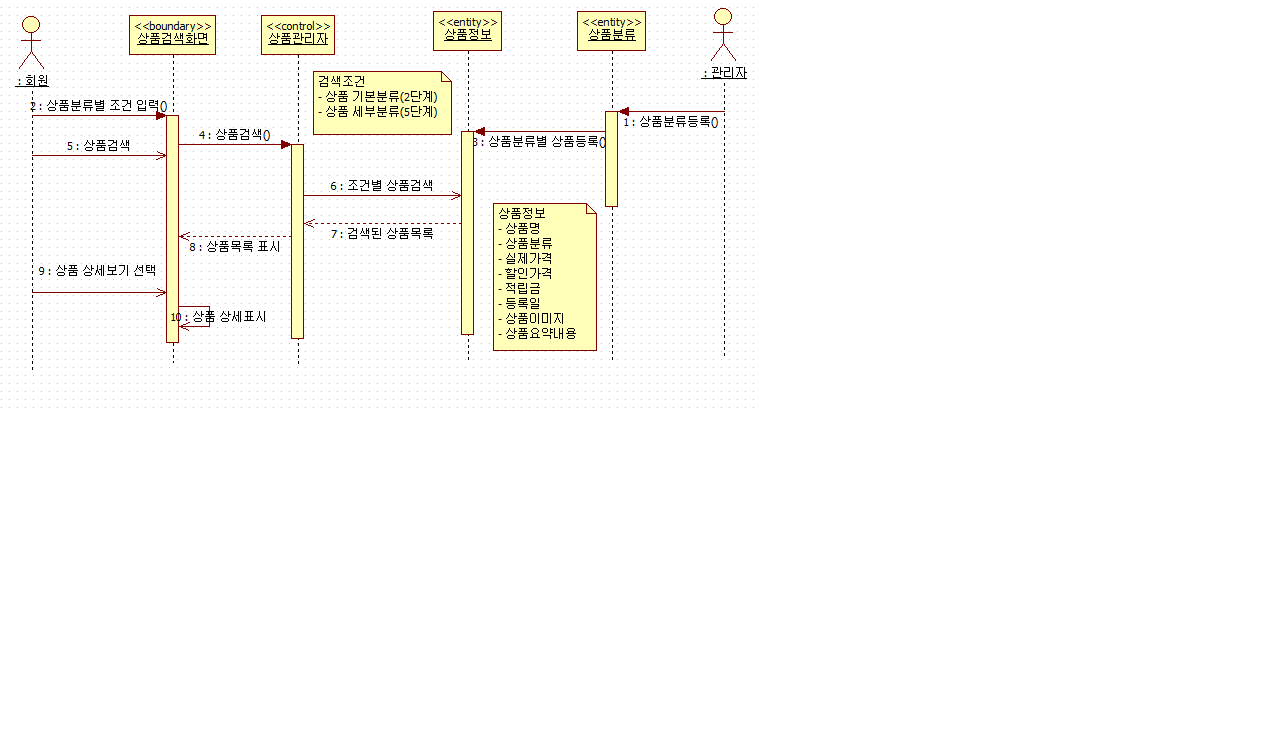 <<boundary>>
상품검색화면
<<control>>
상품관리자
<<entity>>
상품정보
<<entity>>
상품분류
: 회원
: 관리자
검색조건
- 상품 기본분류(2단계)
- 상품 세부분류(5단계)
2 : 상품분류별 조건 입력()
1 : 상품분류등록()
4 : 상품검색()
3 : 상품분류별 상품등록()
5 : 상품검색
6 : 조건별 상품검색
상품정보
- 상품명
- 상품분류
- 실제가격
- 할인가격
- 적립금
- 등록일
- 상품이미지
- 상품요약내용
7 : 검색된 상품목록
8 : 상품목록 표시
9 : 상품 상세보기 선택
10 : 상품 상세표시